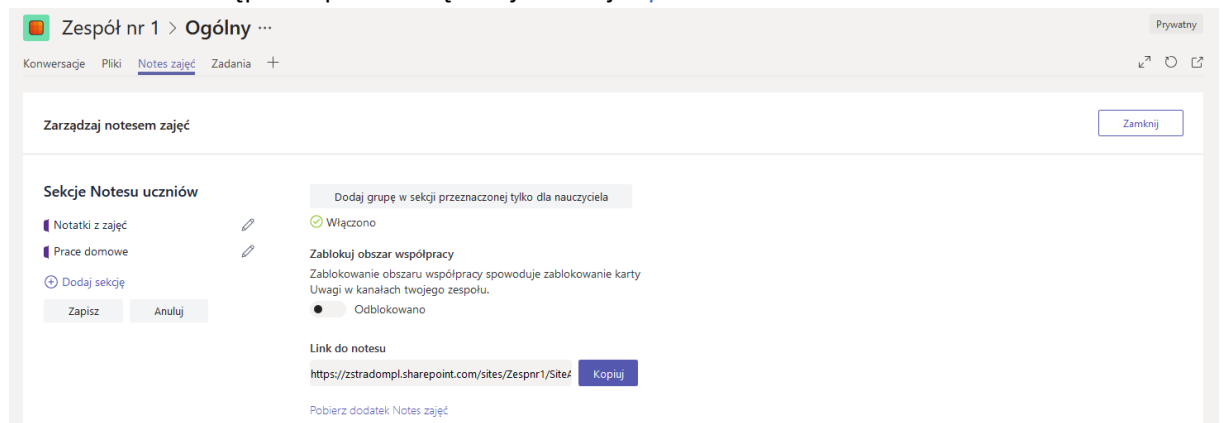 Zespół nr 1 > Ogólny ...
Prywatny
Konwersacje Pliki Notes zajęć Zadania +
Zarządzaj notesem zajęć
Zamknij
Sekcje Notesu uczniów
Dodaj grupę w sekcji przeznaczonej tylko dla nauczyciela
Notatki z zajęć
Włączono
Prace domowe
Zablokuj obszar współpracy
Zablokowanie obszaru współpracy spowoduje zablokowanie karty
Uwagi w kanałach twojego zespołu.
Dodaj sekcję
Zapisz Anuluj
Odblokowano
Link do notesu
https://zstradompl.sharepoint.com/sites/Zespnr1/Site
Kopiuj
Pobierz dodatek Notes zajęć